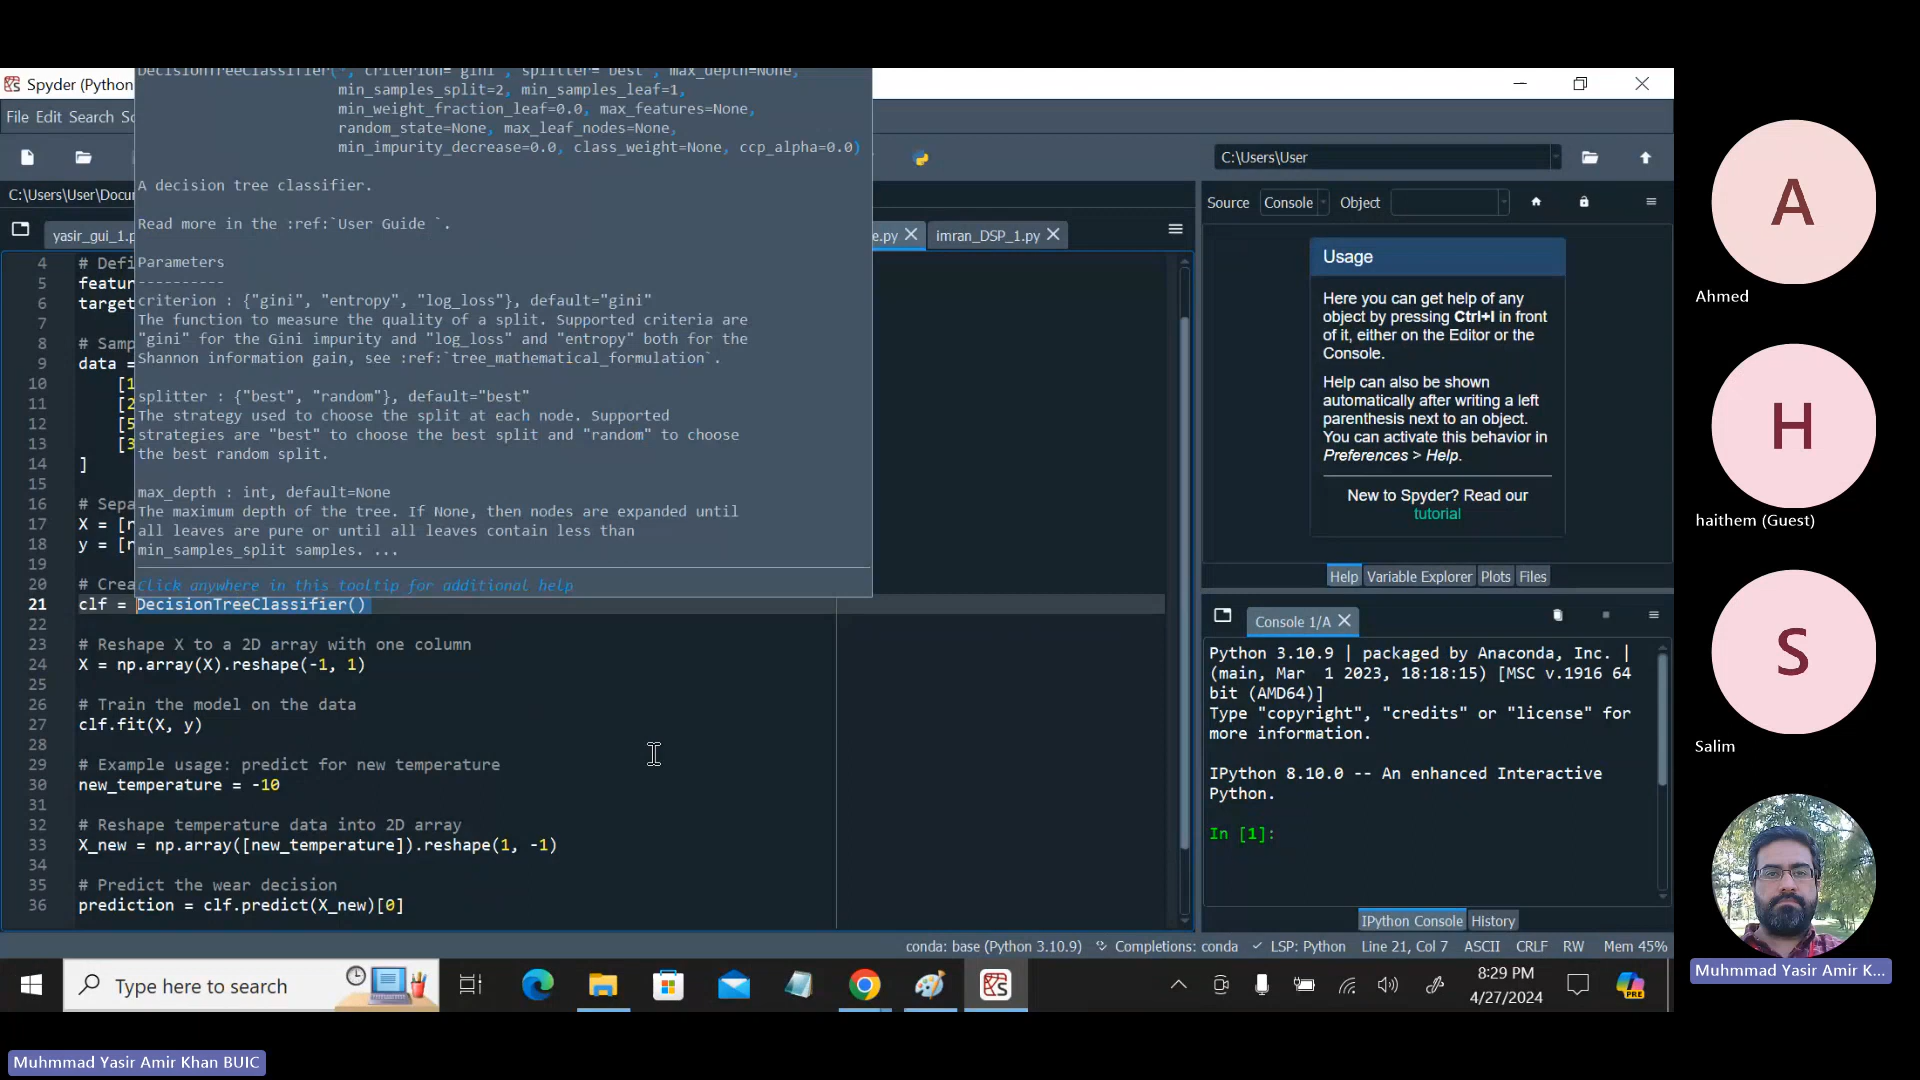 Spyder (Python
File Edit Search So
C:\Users\User\Docu
yasir_gui_1.p
e.py
imran_DSP_1.py
DecisionTreeClassifier(*, criterion='gini', splitter='best', max_depth=None,
min_samples_split=2, min_samples_leaf=1,
min_weight_fraction_leaf=0.0, max_features=None,
random_state=None, max_leaf_nodes=None,
min_impurity_decrease=0.0, class_weight=None, ccp_alpha=0.0)
A decision tree classifier.
Read more in the :ref:`User Guide `.
Parameters
----------
criterion : {"gini", "entropy", "log_loss"}, default="gini"
The function to measure the quality of a split. Supported criteria are
"gini" for the Gini impurity and "log_loss" and "entropy" both for the
Shannon information gain, see :ref:`tree_mathematical_formulation`.
splitter : {"best", "random"}, default="best"
The strategy used to choose the split at each node. Supported
strategies are "best" to choose the best split and "random" to choose
the best random split.
max_depth : int, default=None
The maximum depth of the tree. If None, then nodes are expanded until
all leaves are pure or until all leaves contain less than
min_samples_split samples. ...
Click anywhere in this tooltip for additional help
4 # Defi
5 featur
6 target
7
8 # Samp
9 data =
10 [1
11 [2
12 [5
13 [3
14 ]
15
16 # Sepa
17 X = [r
18 y = [r
19
20 # Crea
21 clf = DecisionTreeClassifier()
22
23 # Reshape X to a 2D array with one column
24 X = np.array(X).reshape(-1, 1)
25
26 # Train the model on the data
27 clf.fit(X, y)
28
29 # Example usage: predict for new temperature
30 new_temperature = -10
31
32 # Reshape temperature data into 2D array
33 X_new = np.array([new_temperature]).reshape(1, -1)
34
35 # Predict the wear decision
36 prediction = clf.predict(X_new)[0]
C:\Users\User
Source Console Object
Usage
Here you can get help of any
object by pressing Ctrl+I in front
of it, either on the Editor or the
Console.
Help can also be shown
automatically after writing a left
parenthesis next to an object.
You can activate this behavior in
Preferences > Help.
New to Spyder? Read our
tutorial
Help Variable Explorer Plots Files
Console 1/A
Python 3.10.9 | packaged by Anaconda, Inc. |
(main, Mar 1 2023, 18:18:15) [MSC v.1916 64
bit (AMD64)]
Type "copyright", "credits" or "license" for
more information.
IPython 8.10.0 -- An enhanced Interactive
Python.
In [1]:
IPython Console History
conda: base (Python 3.10.9) Completions: conda LSP: Python Line 21, Col 7 ASCII CRLF RW Mem 45%
Type here to search
8:29 PM
4/27/2024
PRE
A
Ahmed
H
haithem (Guest)
S
Salim
Muhmmad Yasir Amir K...
Muhmmad Yasir Amir Khan BUIC